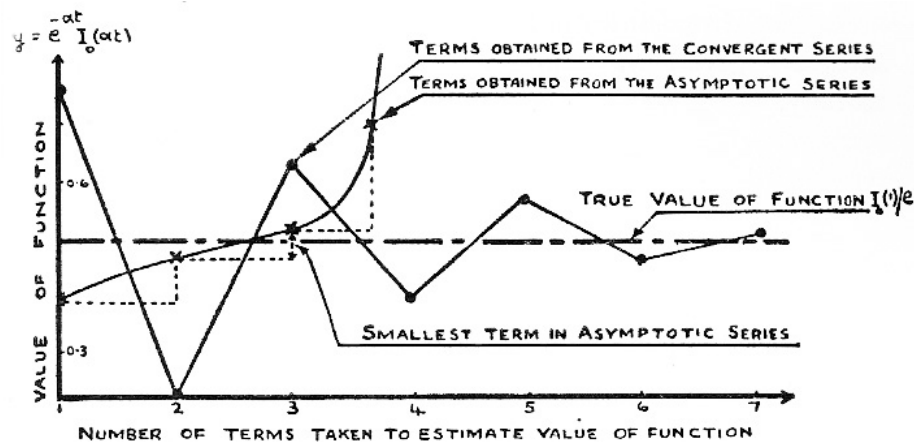 y = e^-αt I₀(αt)
TERMS OBTAINED FROM THE CONVERGENT SERIES
TERMS OBTAINED FROM THE ASYMPTOTIC SERIES
VALUE OF FUNCTION
0.6
TRUE VALUE OF FUNCTION I₀(1)/e
SMALLEST TERM IN ASYMPTOTIC SERIES
0.3
1 2 3 4 5 6 7
NUMBER OF TERMS TAKEN TO ESTIMATE VALUE OF FUNCTION